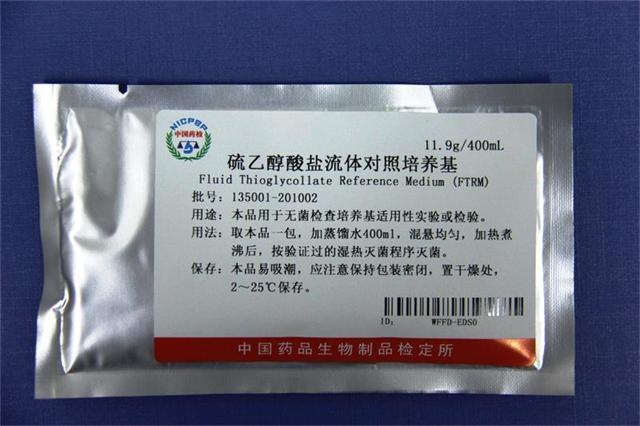 NICPBP
中国药检
11.9g/400mL
硫乙醇酸盐流体对照培养基
Fluid Thioglycollate Reference Medium (FTRM)
批号：135001-201002
用途：本品用于无菌检查培养基适用性实验或检验。
用法：取本品一包，加蒸馏水400ml，混悬均匀，加热煮
沸后，按验证过的湿热灭菌程序灭菌。
保存：本品易吸潮，应注意保持包装密闭，置干燥处，
2～25℃保存。
ID: WFFD-EDS0
中国药品生物制品检定所